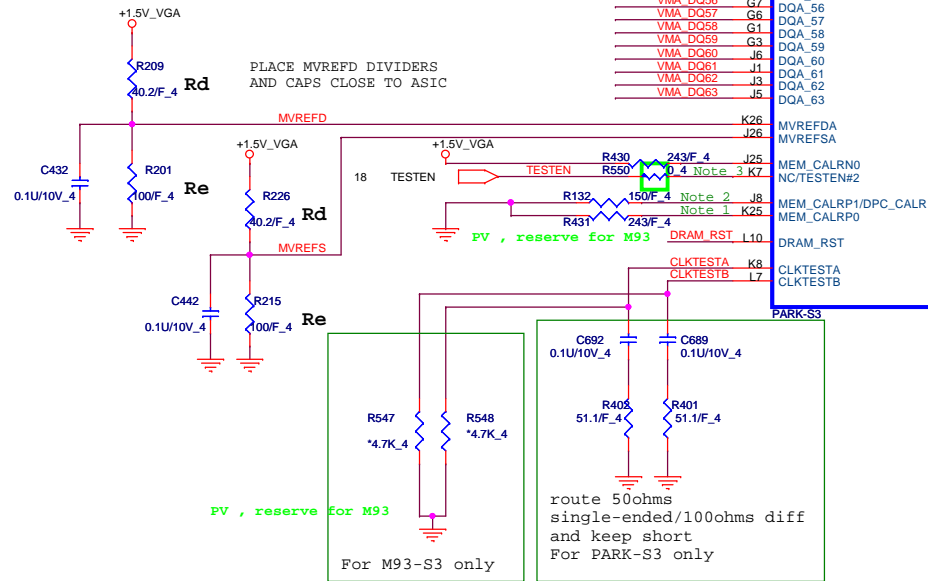 VMA_DQ56 G7 DQA_56
VMA_DQ57 G6 DQA_57
VMA_DQ58 G1 DQA_58
VMA_DQ59 G3 DQA_59
VMA_DQ60 J6 DQA_60
VMA_DQ61 J1 DQA_61
VMA_DQ62 J3 DQA_62
VMA_DQ63 J5 DQA_63
+1.5V_VGA
R209
40.2/F_4
Rd
PLACE MVREFD DIVIDERS
AND CAPS CLOSE TO ASIC
MVREFD
K26 MVREFDA
J26 MVREFSA
C432
0.1U/10V_4
R201
100/F_4
Re
+1.5V_VGA
R226
40.2/F_4
Rd
MVREFS
C442
0.1U/10V_4
R215
100/F_4
Re
+1.5V_VGA
R430 243/F_4 J25 MEM_CALRN0
18 TESTEN TESTEN R550 0_4 Note 3 K7 NC/TESTEN#2
R132 150/F_4 Note 2 J8 MEM_CALRP1/DPC_CALR
R431 243/F_4 Note 1 K25 MEM_CALRP0
PV , reserve for M93
DRAM_RST L10 DRAM_RST
CLKTESTA K8 CLKTESTA
CLKTESTB L7 CLKTESTB
PARK-S3
C692
0.1U/10V_4
C689
0.1U/10V_4
R402
51.1/F_4
R401
51.1/F_4
R547
*4.7K_4
R548
*4.7K_4
PV , reserve for M93
For M93-S3 only
route 50ohms
single-ended/100ohms diff
and keep short
For PARK-S3 only